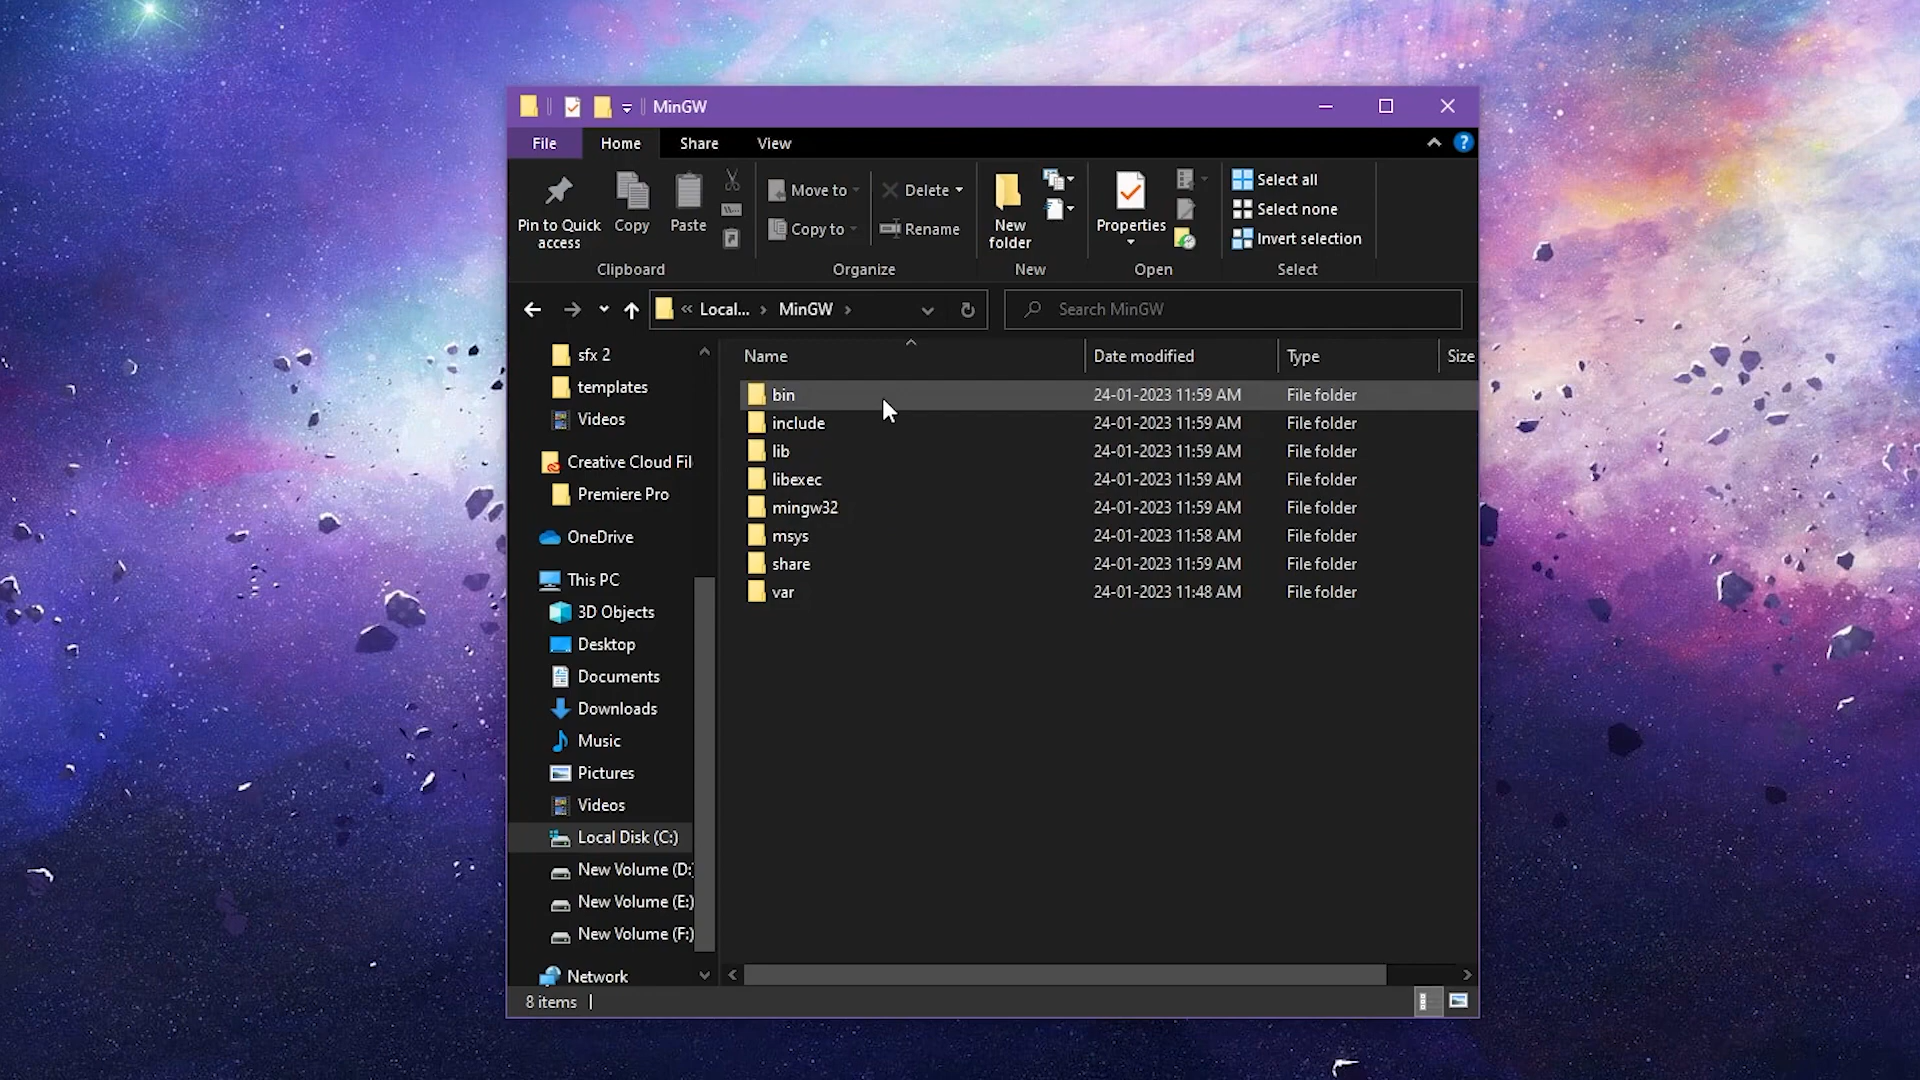 MinGW
File
Home
Share
View
Pin to Quick access
Copy
Paste
Move to
Copy to
Delete
Rename
New folder
Properties
Select all
Select none
Invert selection
Clipboard
Organize
New
Open
Select
« Local... › MinGW ›
Search MinGW
sfx 2
templates
Videos
Creative Cloud Fil
Premiere Pro
OneDrive
This PC
3D Objects
Desktop
Documents
Downloads
Music
Pictures
Videos
Local Disk (C:)
New Volume (D:)
New Volume (E:)
New Volume (F:)
Network
Name Date modified Type Size
bin 24-01-2023 11:59 AM File folder
include 24-01-2023 11:59 AM File folder
lib 24-01-2023 11:59 AM File folder
libexec 24-01-2023 11:59 AM File folder
mingw32 24-01-2023 11:59 AM File folder
msys 24-01-2023 11:58 AM File folder
share 24-01-2023 11:59 AM File folder
var 24-01-2023 11:48 AM File folder
8 items